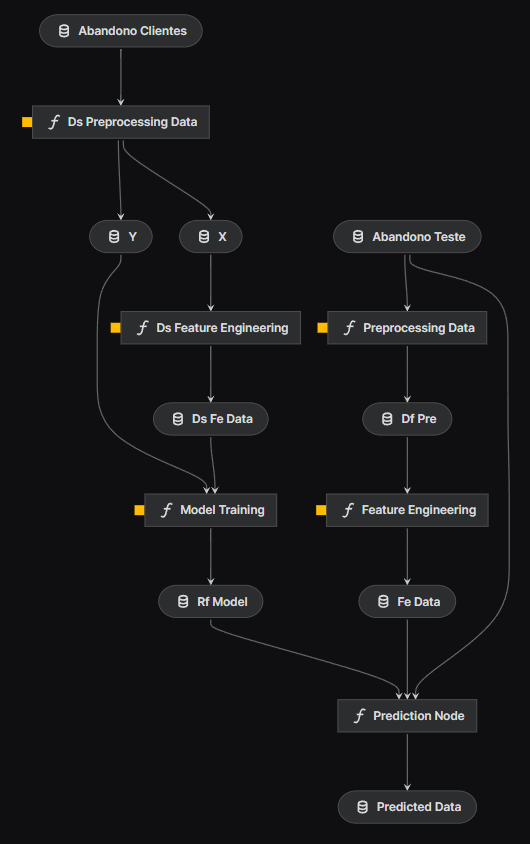 Abandono Clientes
Ds Preprocessing Data
Y
X
Abandono Teste
Ds Feature Engineering
Preprocessing Data
Ds Fe Data
Df Pre
Model Training
Feature Engineering
Rf Model
Fe Data
Prediction Node
Predicted Data